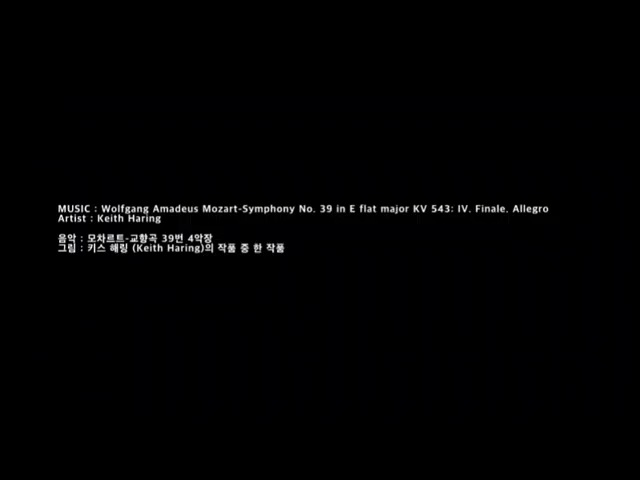 MUSIC : Wolfgang Amadeus Mozart-Symphony No. 39 in E flat major KV 543: IV. Finale. Allegro
Artist : Keith Haring
음악 : 모차르트-교향곡 39번 4악장
그림 : 키스 해링 (Keith Haring)의 작품 중 한 작품